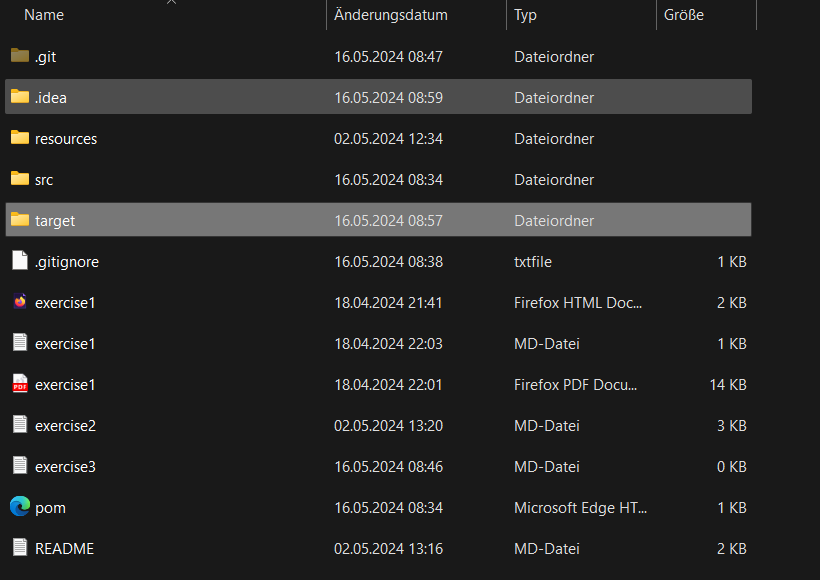 Name Änderungsdatum Typ Größe
.git 16.05.2024 08:47 Dateiordner
.idea 16.05.2024 08:59 Dateiordner
resources 02.05.2024 12:34 Dateiordner
src 16.05.2024 08:34 Dateiordner
target 16.05.2024 08:57 Dateiordner
.gitignore 16.05.2024 08:38 txtfile 1 KB
exercise1 18.04.2024 21:41 Firefox HTML Doc... 2 KB
exercise1 18.04.2024 22:03 MD-Datei 1 KB
PDF exercise1 18.04.2024 22:01 Firefox PDF Docu... 14 KB
exercise2 02.05.2024 13:20 MD-Datei 3 KB
exercise3 16.05.2024 08:46 MD-Datei 0 KB
pom 16.05.2024 08:34 Microsoft Edge HT... 1 KB
README 02.05.2024 13:16 MD-Datei 2 KB